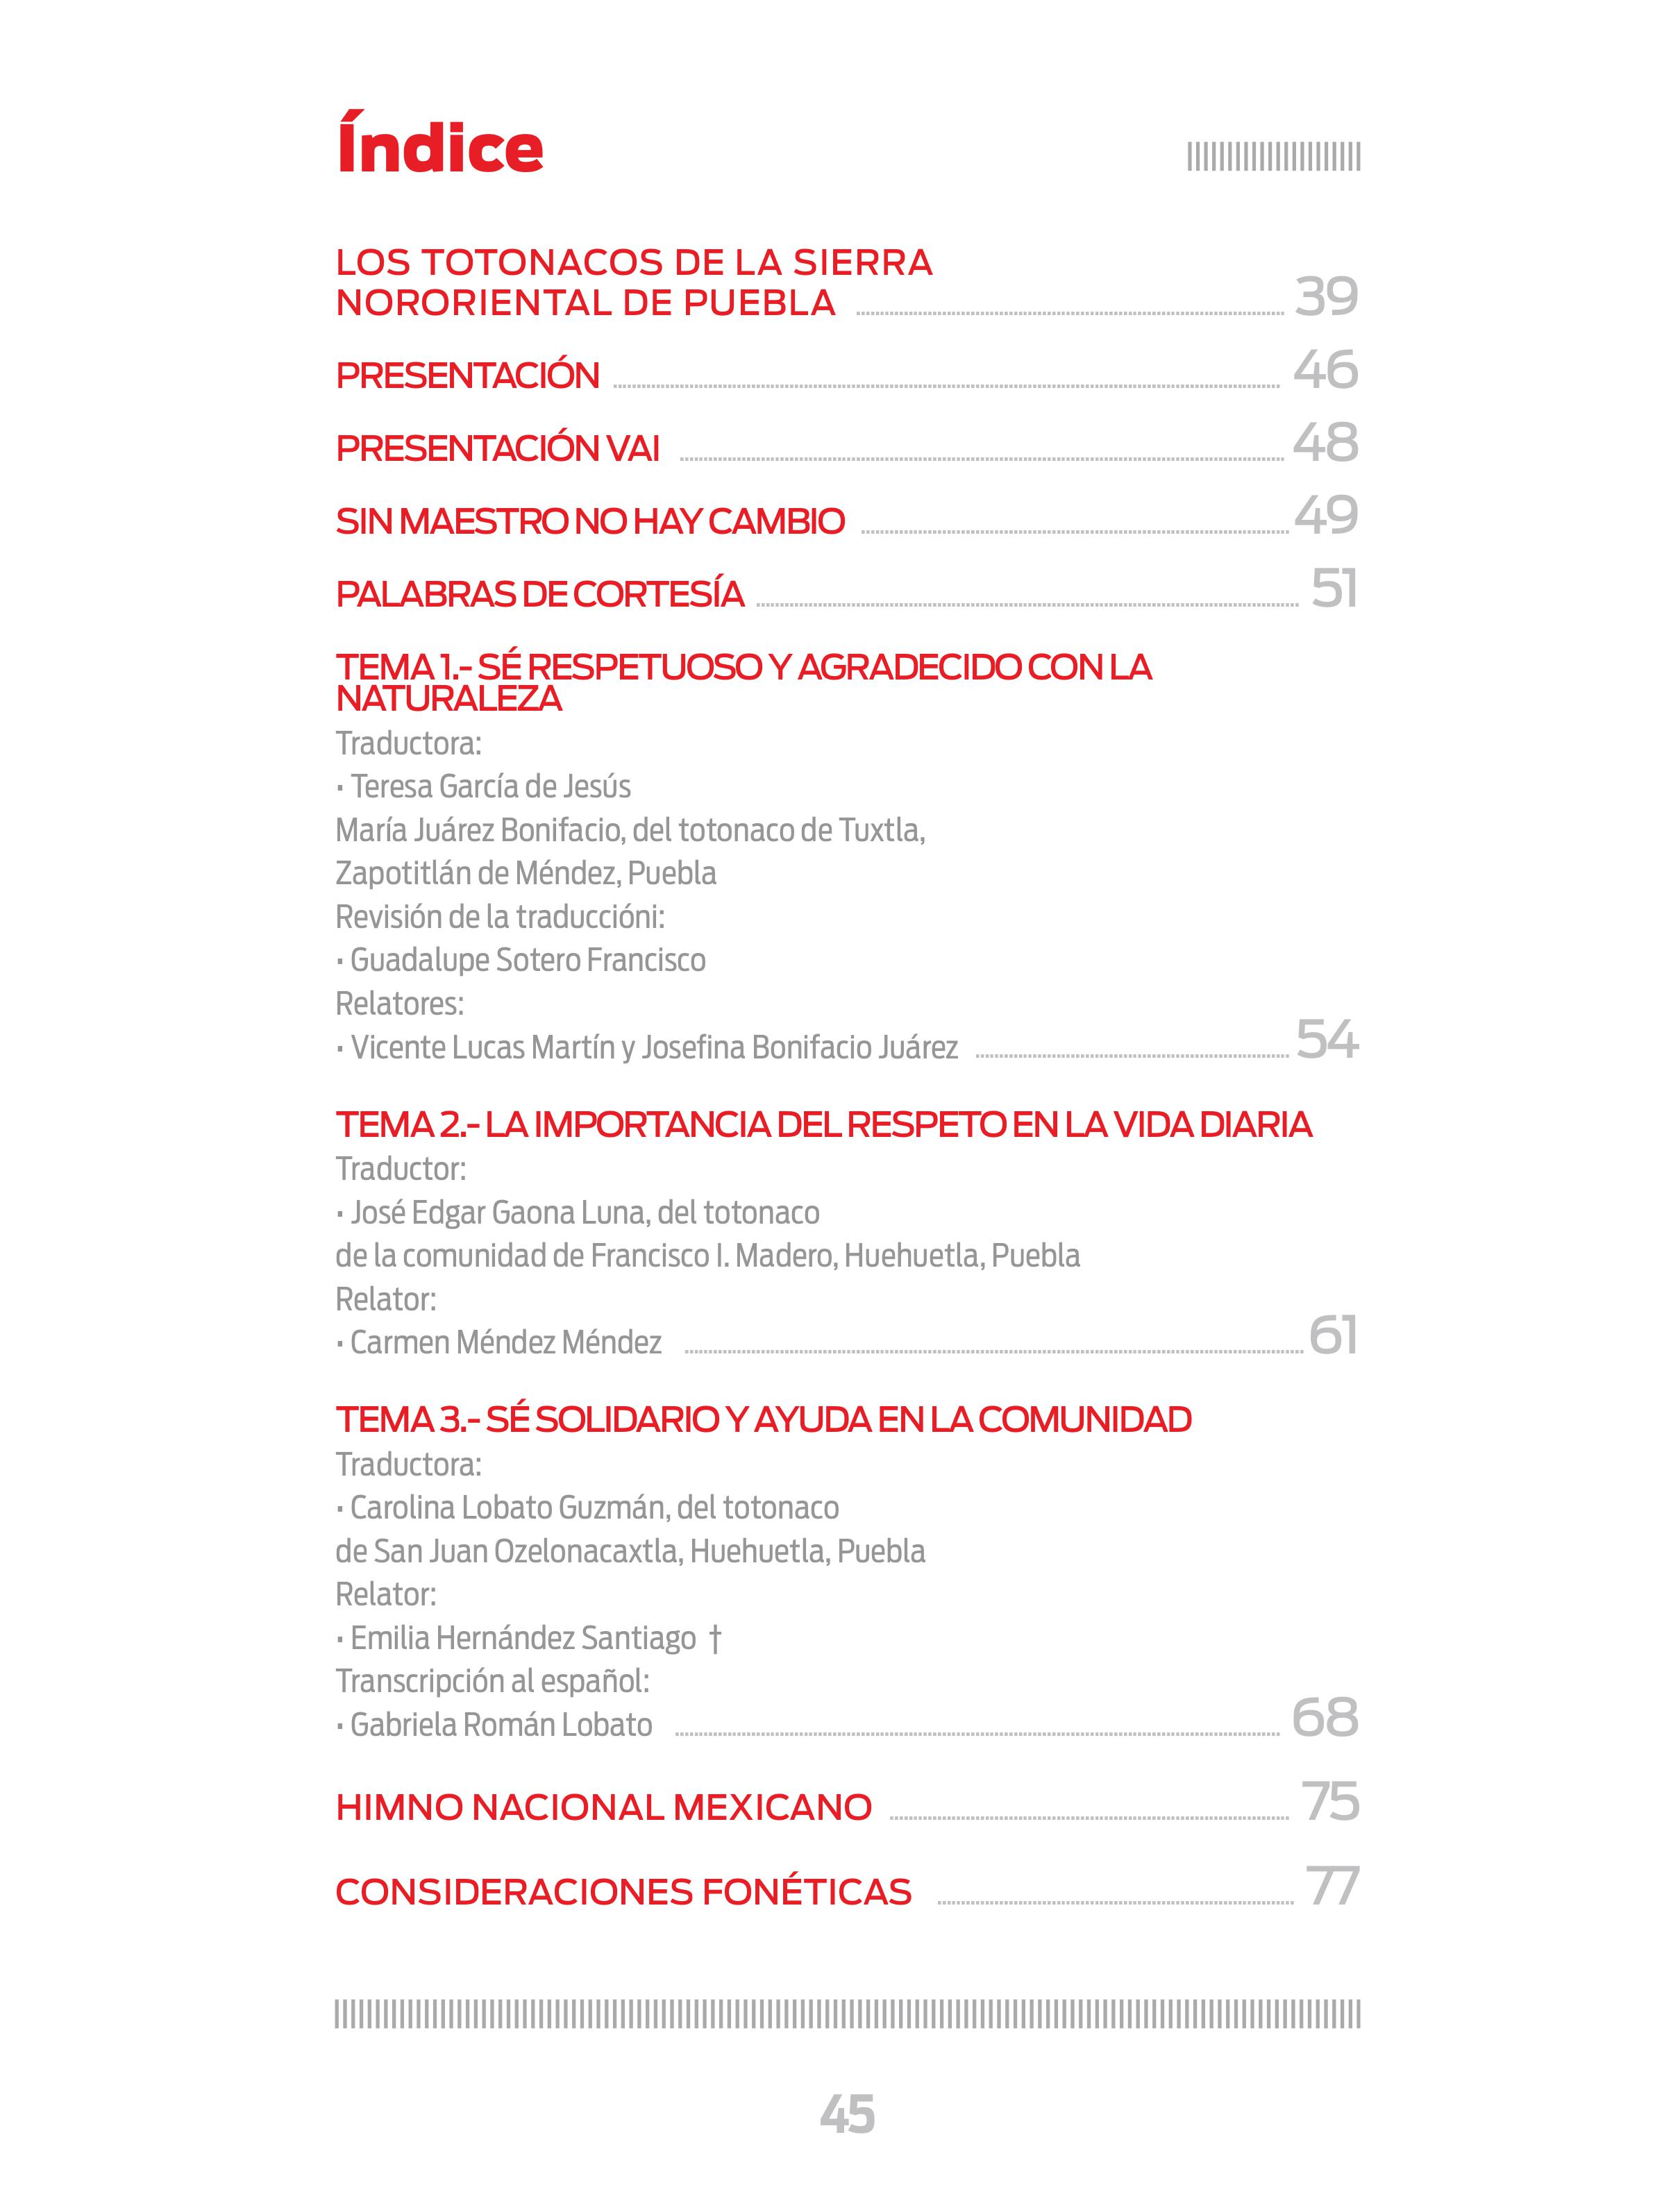 Índice
LOS TOTONACOS DE LA SIERRA
NORORIENTAL DE PUEBLA 39
PRESENTACIÓN 46
PRESENTACIÓN VAI 48
SIN MAESTRO NO HAY CAMBIO 49
PALABRAS DE CORTESÍA 51
TEMA 1.- SÉ RESPETUOSO Y AGRADECIDO CON LA
NATURALEZA
Traductora:
• Teresa García de Jesús
María Juárez Bonifacio, del totonaco de Tuxtla,
Zapotitlán de Méndez, Puebla
Revisión de la traduccióni:
• Guadalupe Sotero Francisco
Relatores:
• Vicente Lucas Martín y Josefina Bonifacio Juárez 54
TEMA 2.- LA IMPORTANCIA DEL RESPETO EN LA VIDA DIARIA
Traductor:
• José Edgar Gaona Luna, del totonaco
de la comunidad de Francisco I. Madero, Huehuetla, Puebla
Relator:
• Carmen Méndez Méndez 61
TEMA 3.- SÉ SOLIDARIO Y AYUDA EN LA COMUNIDAD
Traductora:
• Carolina Lobato Guzmán, del totonaco
de San Juan Ozelonacaxtla, Huehuetla, Puebla
Relator:
• Emilia Hernández Santiago †
Transcripción al español:
• Gabriela Román Lobato 68
HIMNO NACIONAL MEXICANO 75
CONSIDERACIONES FONÉTICAS 77
45